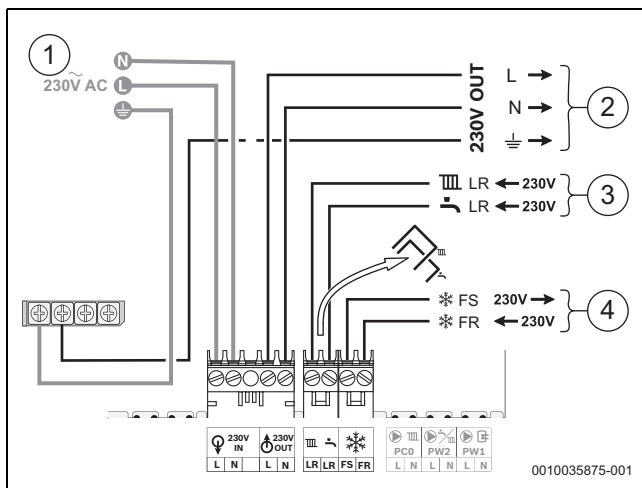 1
N
230V AC L
230V OUT
L
N
2
LR 230V
LR 230V
3
FS 230V
FR 230V
4
230V IN
230V OUT
L N L N
LR LR FS FR
PC0 PW2 PW1
L N L N L N
0010035875-001